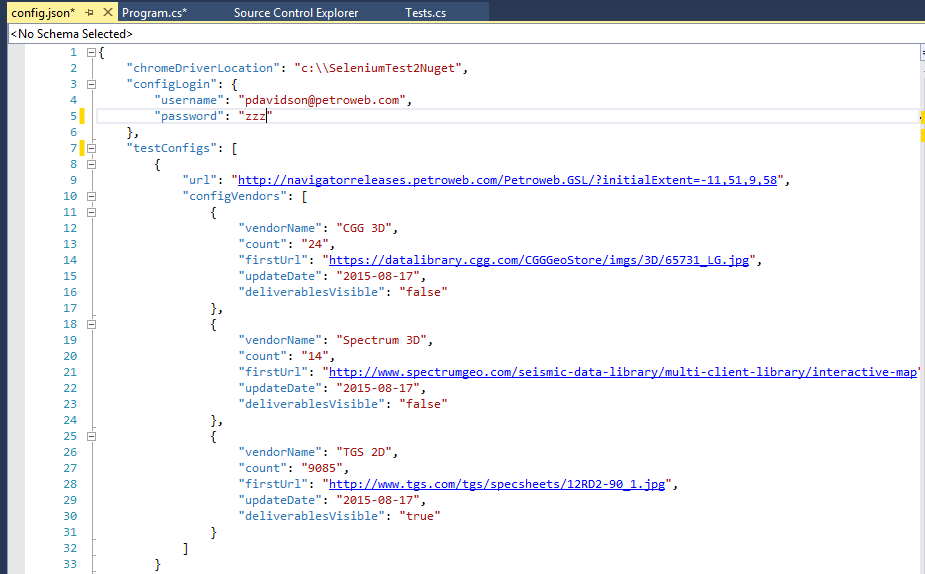 config.json* Program.cs* Source Control Explorer Tests.cs
<No Schema Selected>
1 {
2 "chromeDriverLocation": "c:\\SeleniumTest2Nuget",
3 "configLogin": {
4 "username": "pdavidson@petroweb.com",
5 "password": "zzz"
6 },
7 "testConfigs": [
8 {
9 "url": "http://navigatorreleases.petroweb.com/Petroweb.GSL/?initialExtent=-11,51,9,58",
10 "configVendors": [
11 {
12 "vendorName": "CGG 3D",
13 "count": "24",
14 "firstUrl": "https://datalibrary.cgg.com/CGGGeoStore/imgs/3D/65731_LG.jpg",
15 "updateDate": "2015-08-17",
16 "deliverablesVisible": "false"
17 },
18 {
19 "vendorName": "Spectrum 3D",
20 "count": "14",
21 "firstUrl": "http://www.spectrumgeo.com/seismic-data-library/multi-client-library/interactive-map"
22 "updateDate": "2015-08-17",
23 "deliverablesVisible": "false"
24 },
25 {
26 "vendorName": "TGS 2D",
27 "count": "9085",
28 "firstUrl": "http://www.tgs.com/tgs/specsheets/12RD2-90_1.jpg",
29 "updateDate": "2015-08-17",
30 "deliverablesVisible": "true"
31 }
32 ]
33 }